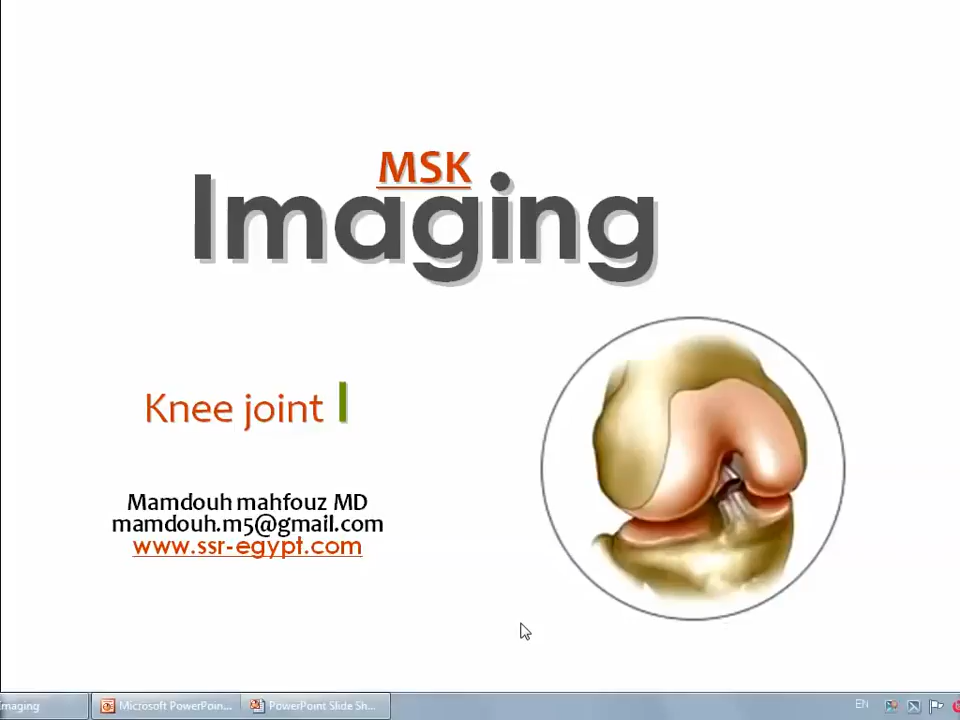 MSK
Imaging
Knee joint I
Mamdouh mahfouz MD
mamdouh.m5@gmail.com
www.ssr-egypt.com
maging
Microsoft PowerPoin...
PowerPoint Slide Sh...
EN